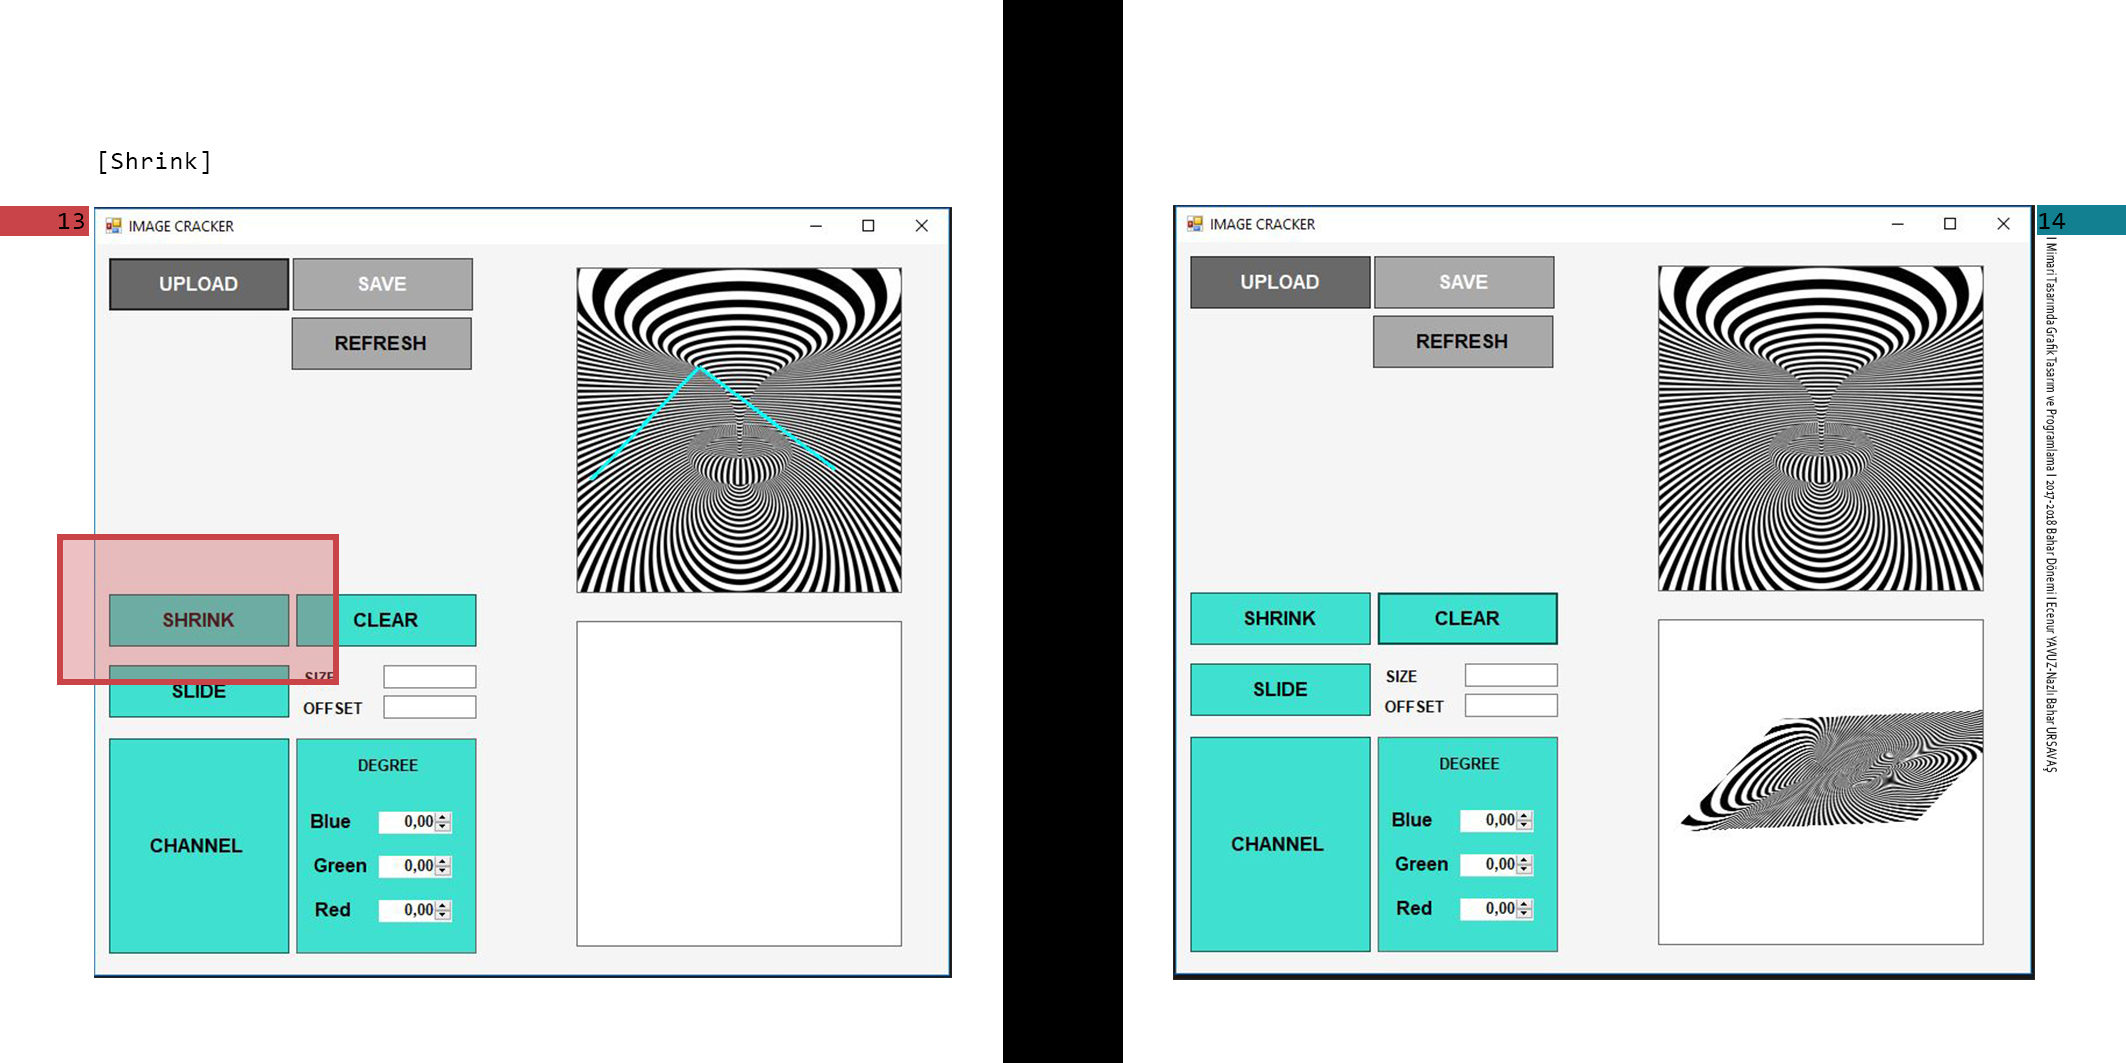 [Shrink]
13
IMAGE CRACKER
UPLOAD
SAVE
REFRESH
SHRINK
CLEAR
SLIDE
SIZE
OFFSET
CHANNEL
DEGREE
Blue 0,00
Green 0,00
Red 0,00
14
IMAGE CRACKER
UPLOAD
SAVE
REFRESH
SHRINK
CLEAR
SLIDE
SIZE
OFFSET
CHANNEL
DEGREE
Blue 0,00
Green 0,00
Red 0,00
I Mimari Tasarımda Grafik Tasarım ve Programlama I 2017-2018 Bahar Dönemi I Ecenur YAVUZ-Nazlı Bahar URSAVAŞ